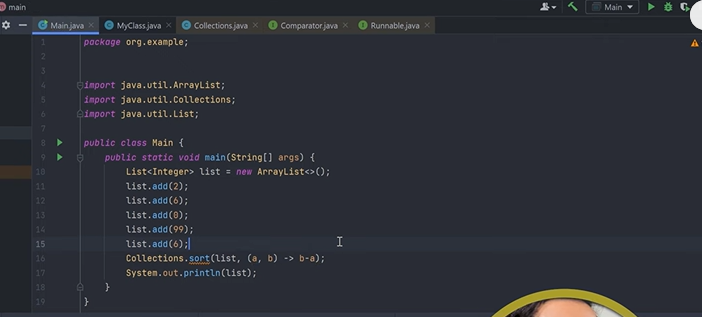 main
Main
Main.java
MyClass.java
Collections.java
Comparator.java
Runnable.java
1 package org.example;
2
3
4 import java.util.ArrayList;
5 import java.util.Collections;
6 import java.util.List;
7
8 public class Main {
9 public static void main(String[] args) {
10 List<Integer> list = new ArrayList<>();
11 list.add(2);
12 list.add(6);
13 list.add(0);
14 list.add(99);
15 list.add(6);
16 Collections.sort(list, (a, b) -> b-a);
17 System.out.println(list);
18 }
19 }